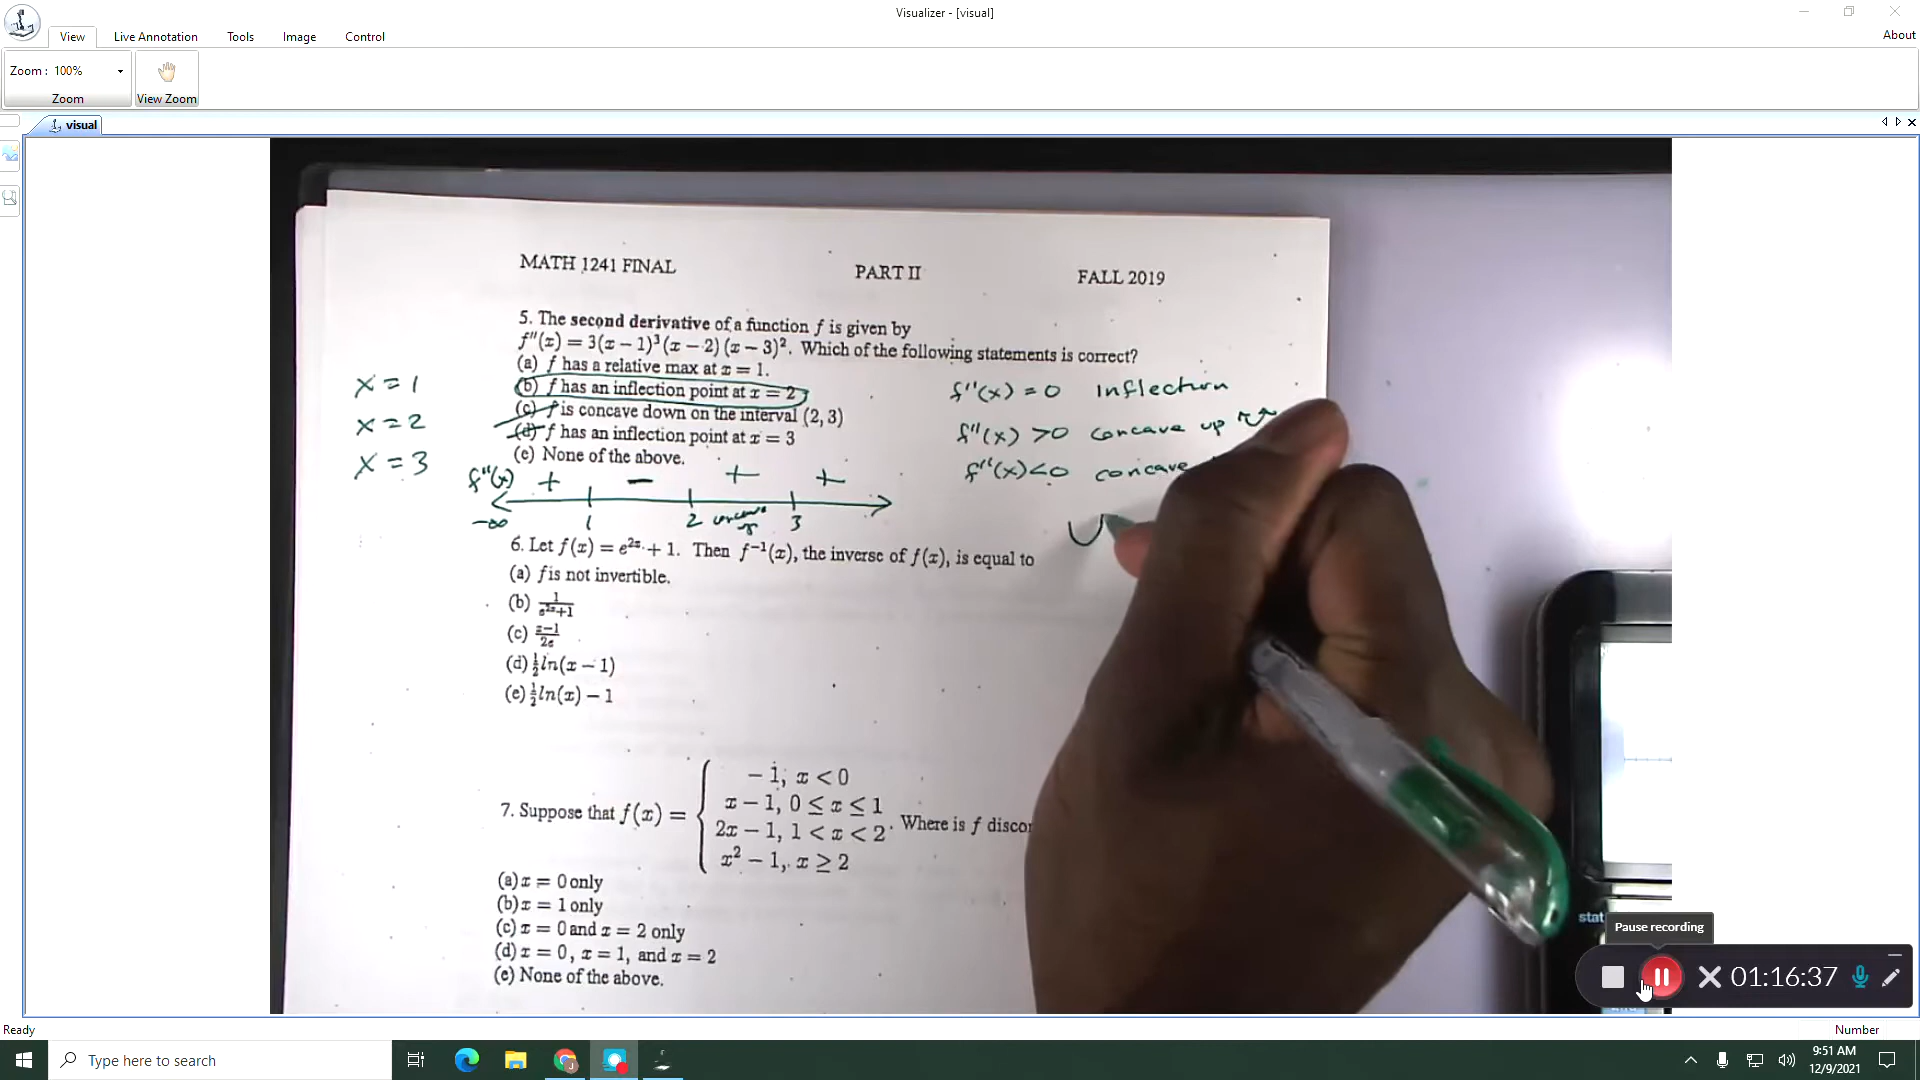 Visualizer - [visual]
View Live Annotation Tools Image Control
About
Zoom : 100%
Zoom
View Zoom
visual
MATH 1241 FINAL PART II FALL 2019
5. The second derivative of a function f is given by
f''(x) = 3(x − 1)³(x − 2)(x − 3)². Which of the following statements is correct?
(a) f has a relative max at x = 1.
(b) f has an inflection point at x = 2
(c) f is concave down on the interval (2, 3)
(d) f has an inflection point at x = 3
(e) None of the above.
x = 1
x = 2
x = 3
f''(x) = 0 Inflection
f''(x) > 0 concave up
f''(x) < 0 concave
f''(x) + − + +
−∞ 1 2 concave 3
6. Let f(x) = e²ˣ + 1. Then f⁻¹(x), the inverse of f(x), is equal to
(a) f is not invertible.
(b) 1/(e²ˣ+1)
(c) (x−1)/2e
(d) ½ln(x − 1)
(e) ½ln(x) − 1
7. Suppose that f(x) = { −1, x < 0
x − 1, 0 ≤ x ≤ 1
2x − 1, 1 < x < 2 . Where is f discon
x² − 1, x ≥ 2
(a) x = 0 only
(b) x = 1 only
(c) x = 0 and x = 2 only
(d) x = 0, x = 1, and x = 2
(e) None of the above.
stat
Pause recording
01:16:37
Ready
Number
Type here to search
9:51 AM
12/9/2021